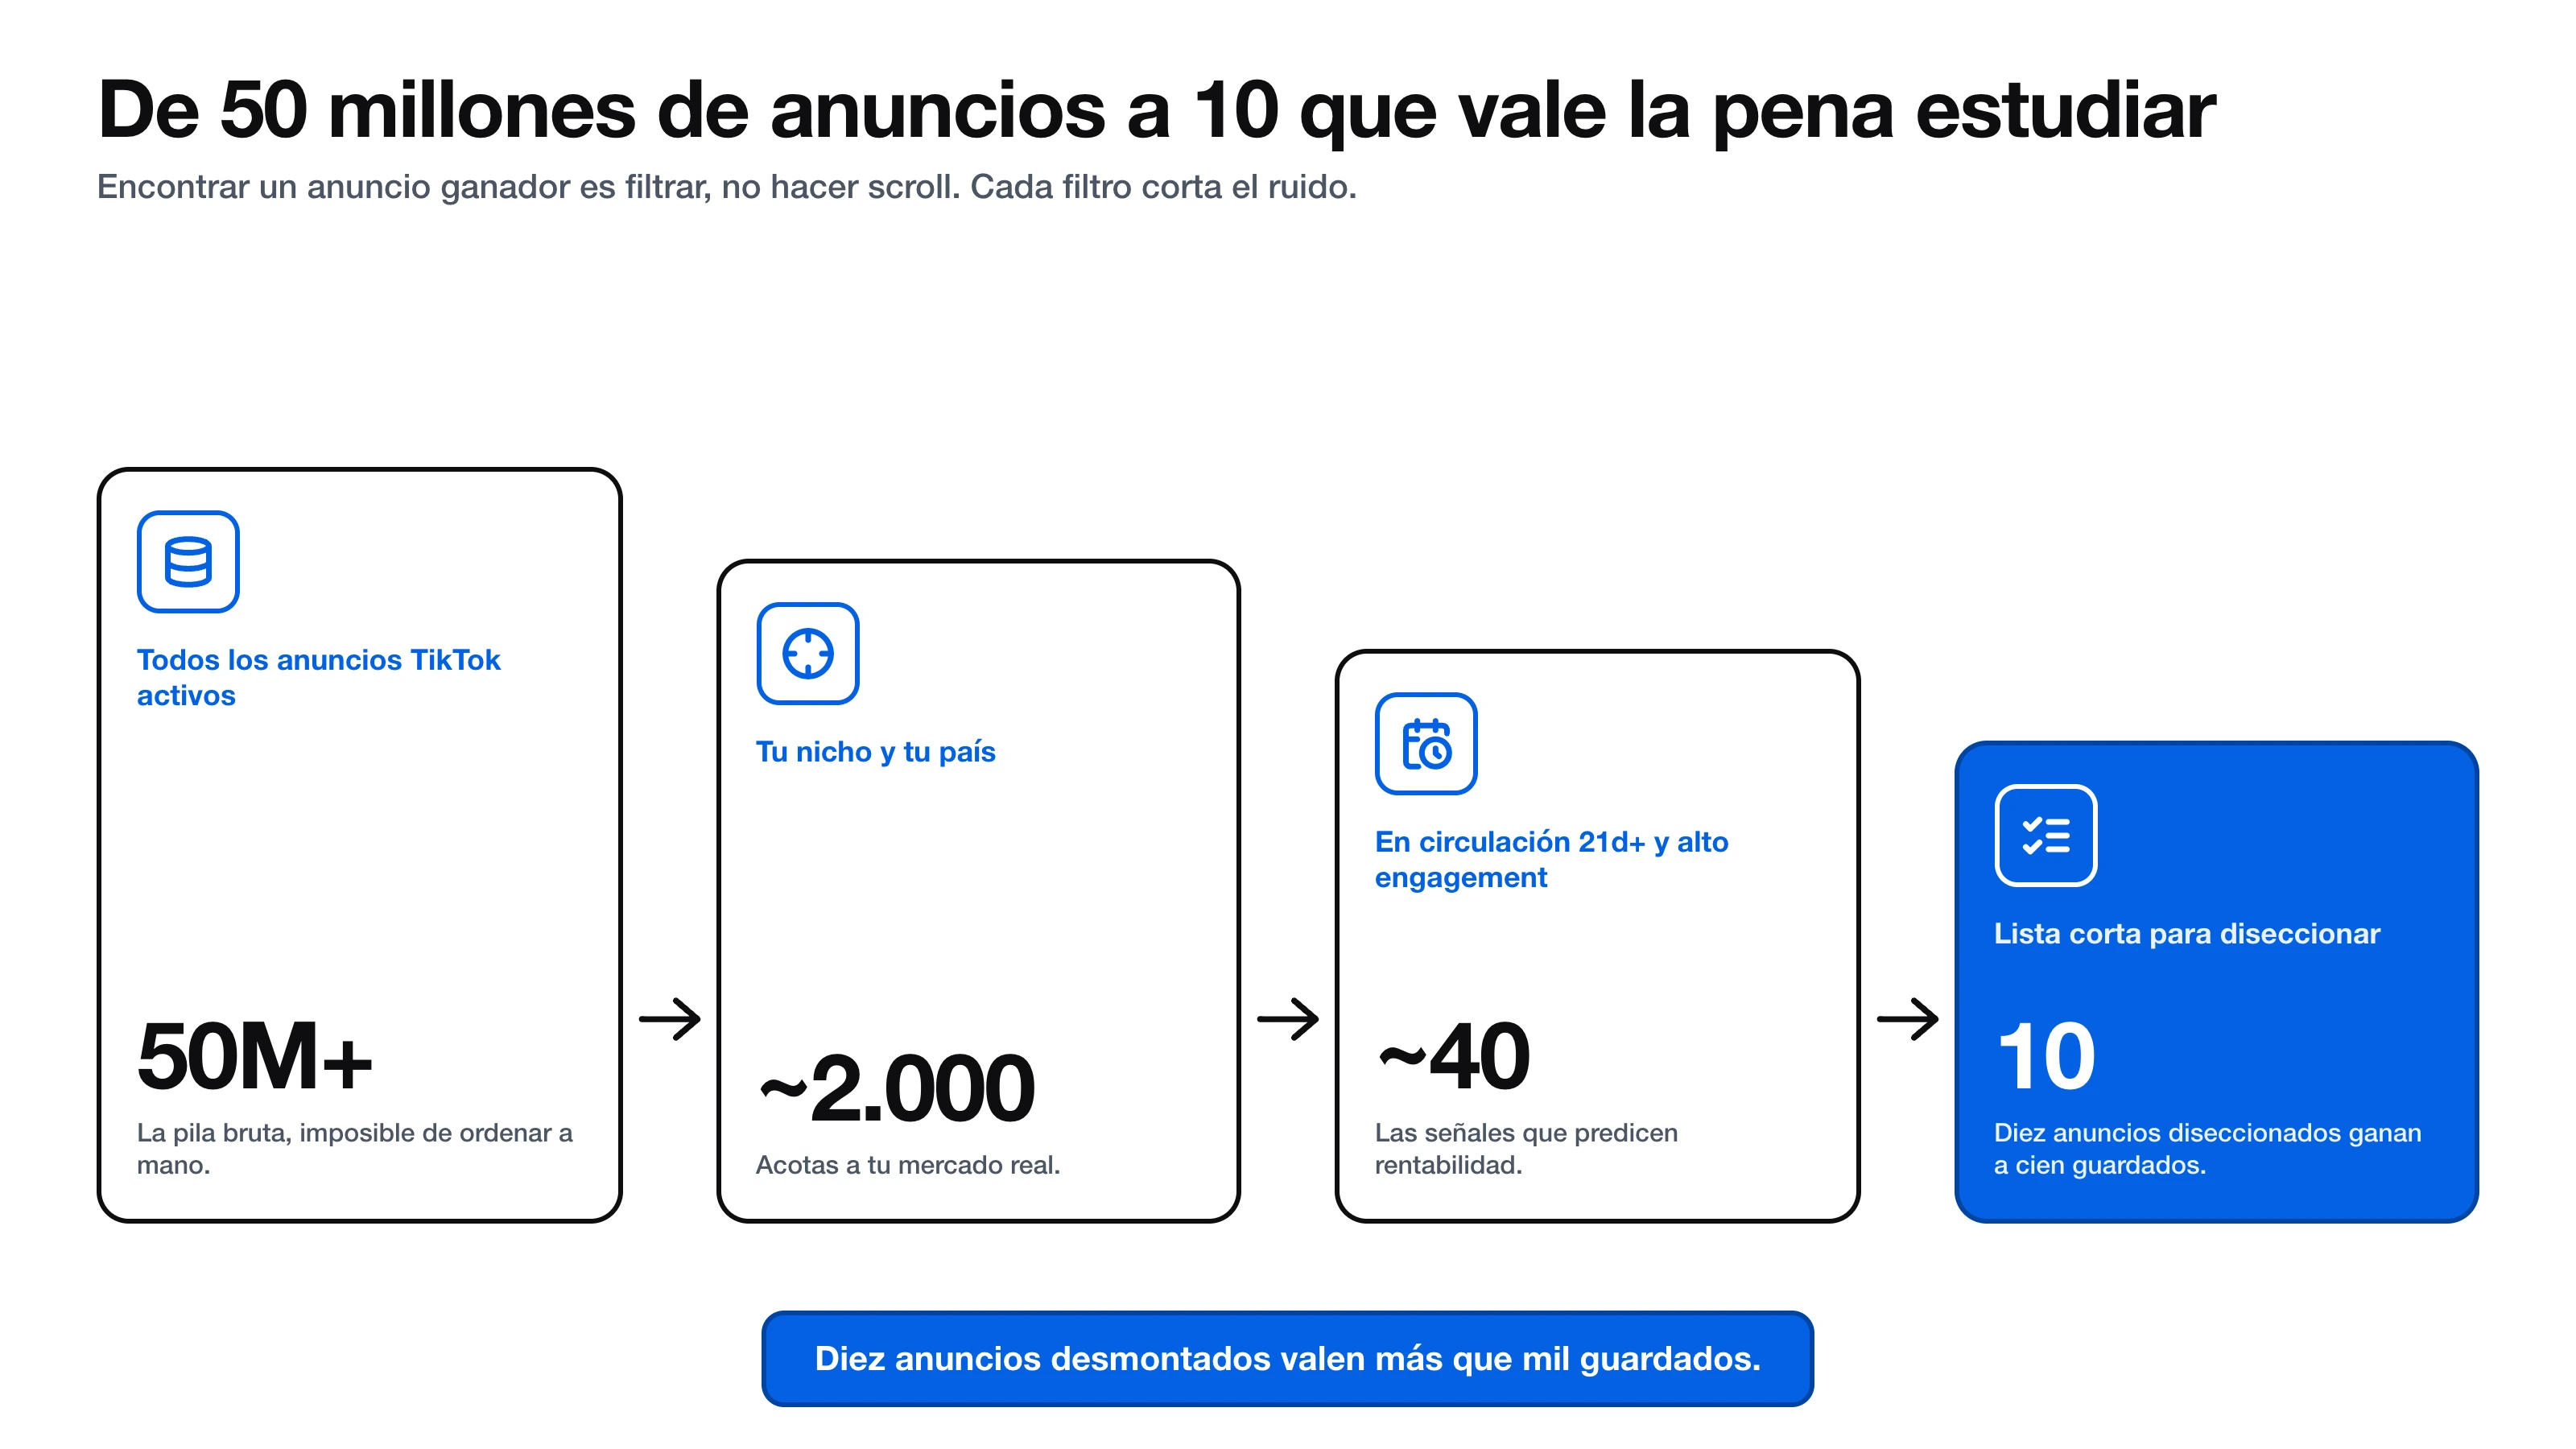 De 50 millones de anuncios a 10 que vale la pena estudiar
Encontrar un anuncio ganador es filtrar, no hacer scroll. Cada filtro corta el ruido.
Todos los anuncios TikTok
activos
50M+
La pila bruta, imposible de ordenar a
mano.
Tu nicho y tu país
~2.000
Acotas a tu mercado real.
En circulación 21d+ y alto
engagement
~40
Las señales que predicen
rentabilidad.
Lista corta para diseccionar
10
Diez anuncios diseccionados ganan
a cien guardados.
Diez anuncios desmontados valen más que mil guardados.